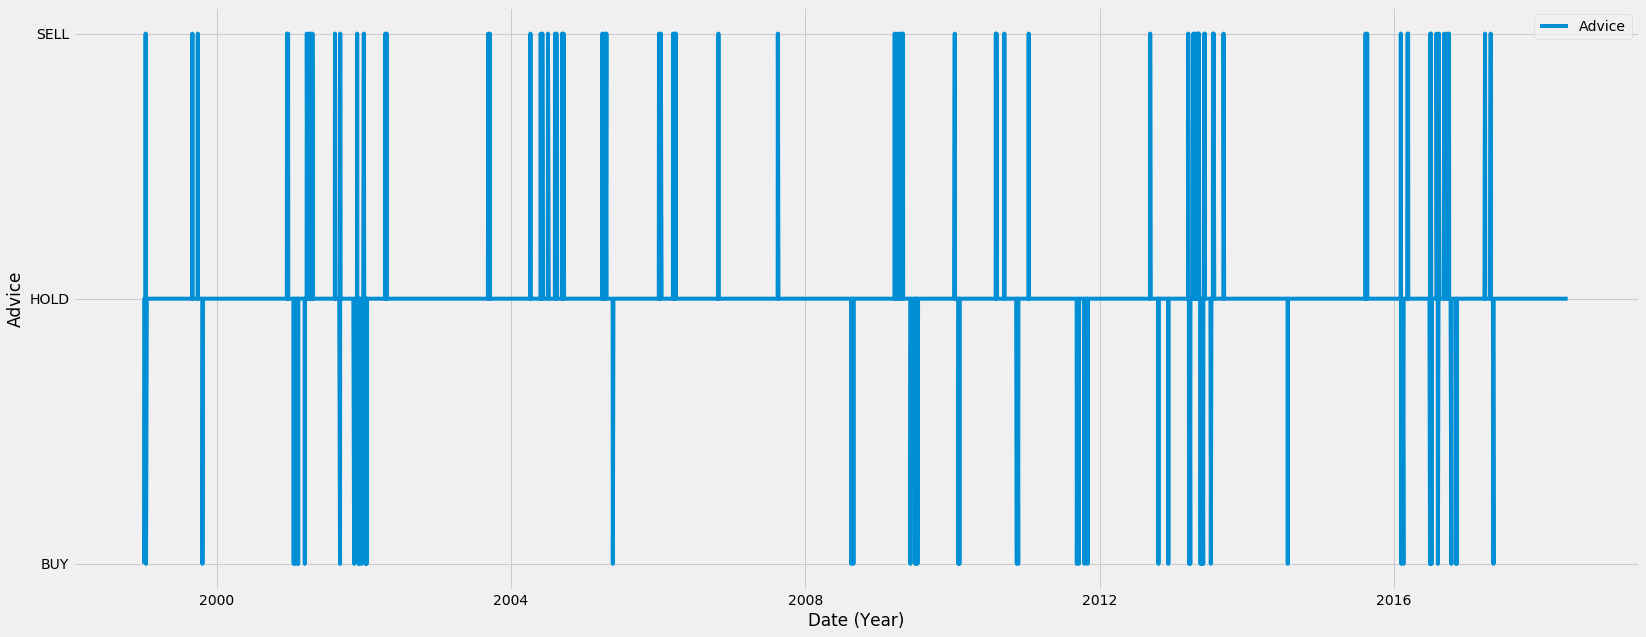 SELL
Advice
HOLD
Advice
BUY
2000 2004 2008 2012 2016
Date (Year)